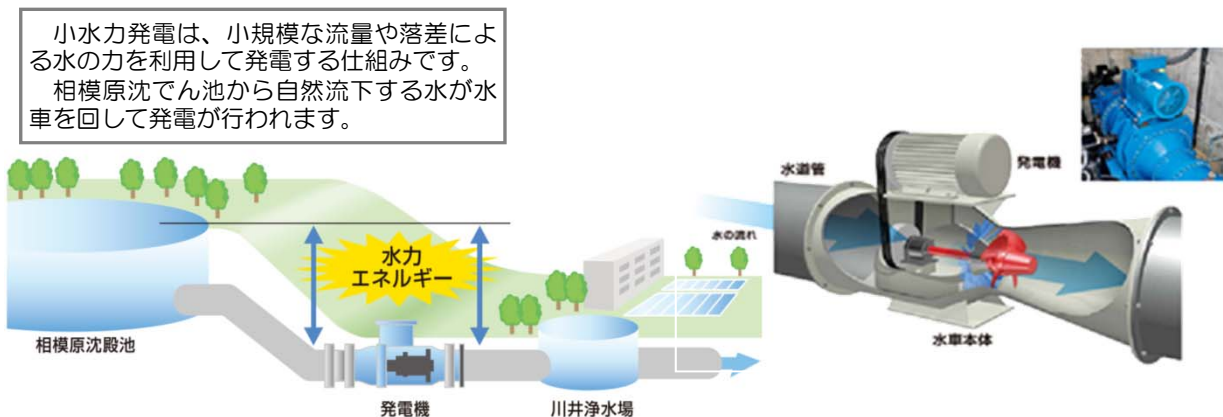 小水力発電は、小規模な流量や落差によ
る水の力を利用して発電する仕組みです。
相模原沈でん池から自然流下する水が水
車を回して発電が行われます。
水力
エネルギー
相模原沈殿池
発電機
川井浄水場
水の流れ
水道管
発電機
水車本体